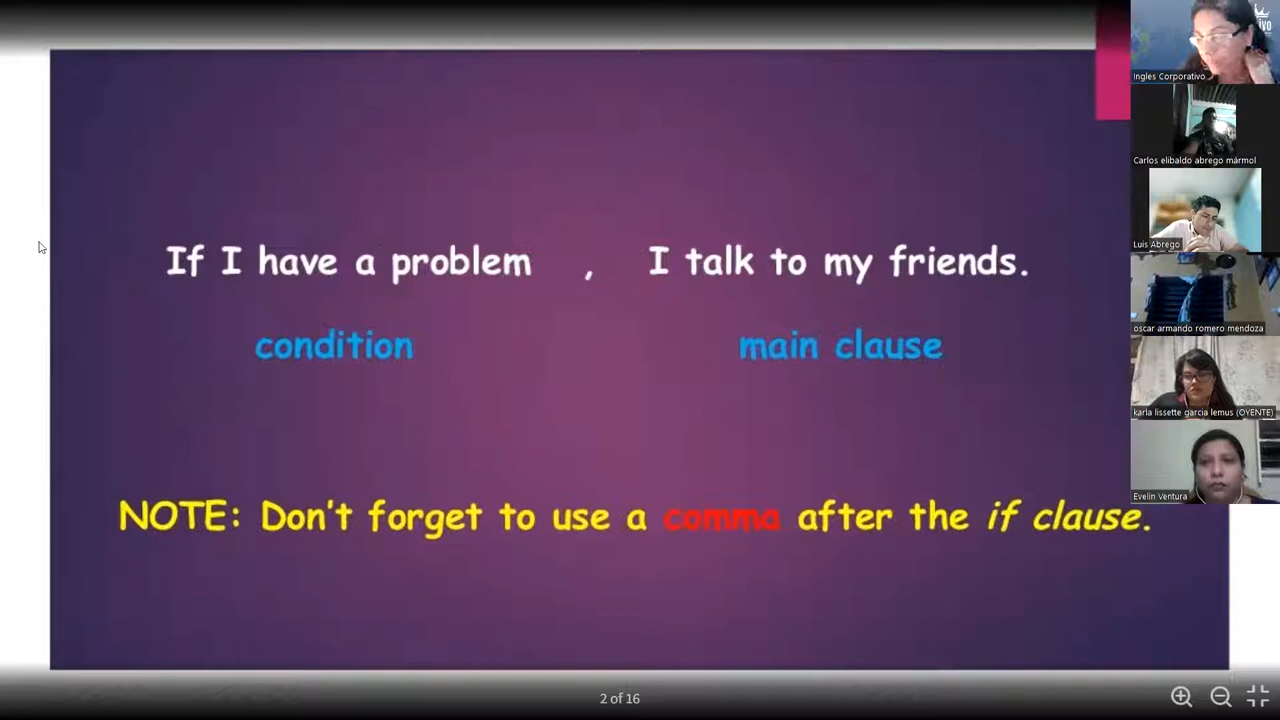 If I have a problem , I talk to my friends.
condition main clause
NOTE: Don't forget to use a comma after the if clause.
2 of 16
Ingles Corporativo
Carlos elibaldo abrego mármol
Luis Abrego
oscar armando romero mendoza
karla lissette garcia lemus (OYENTE)
Evelin Ventura